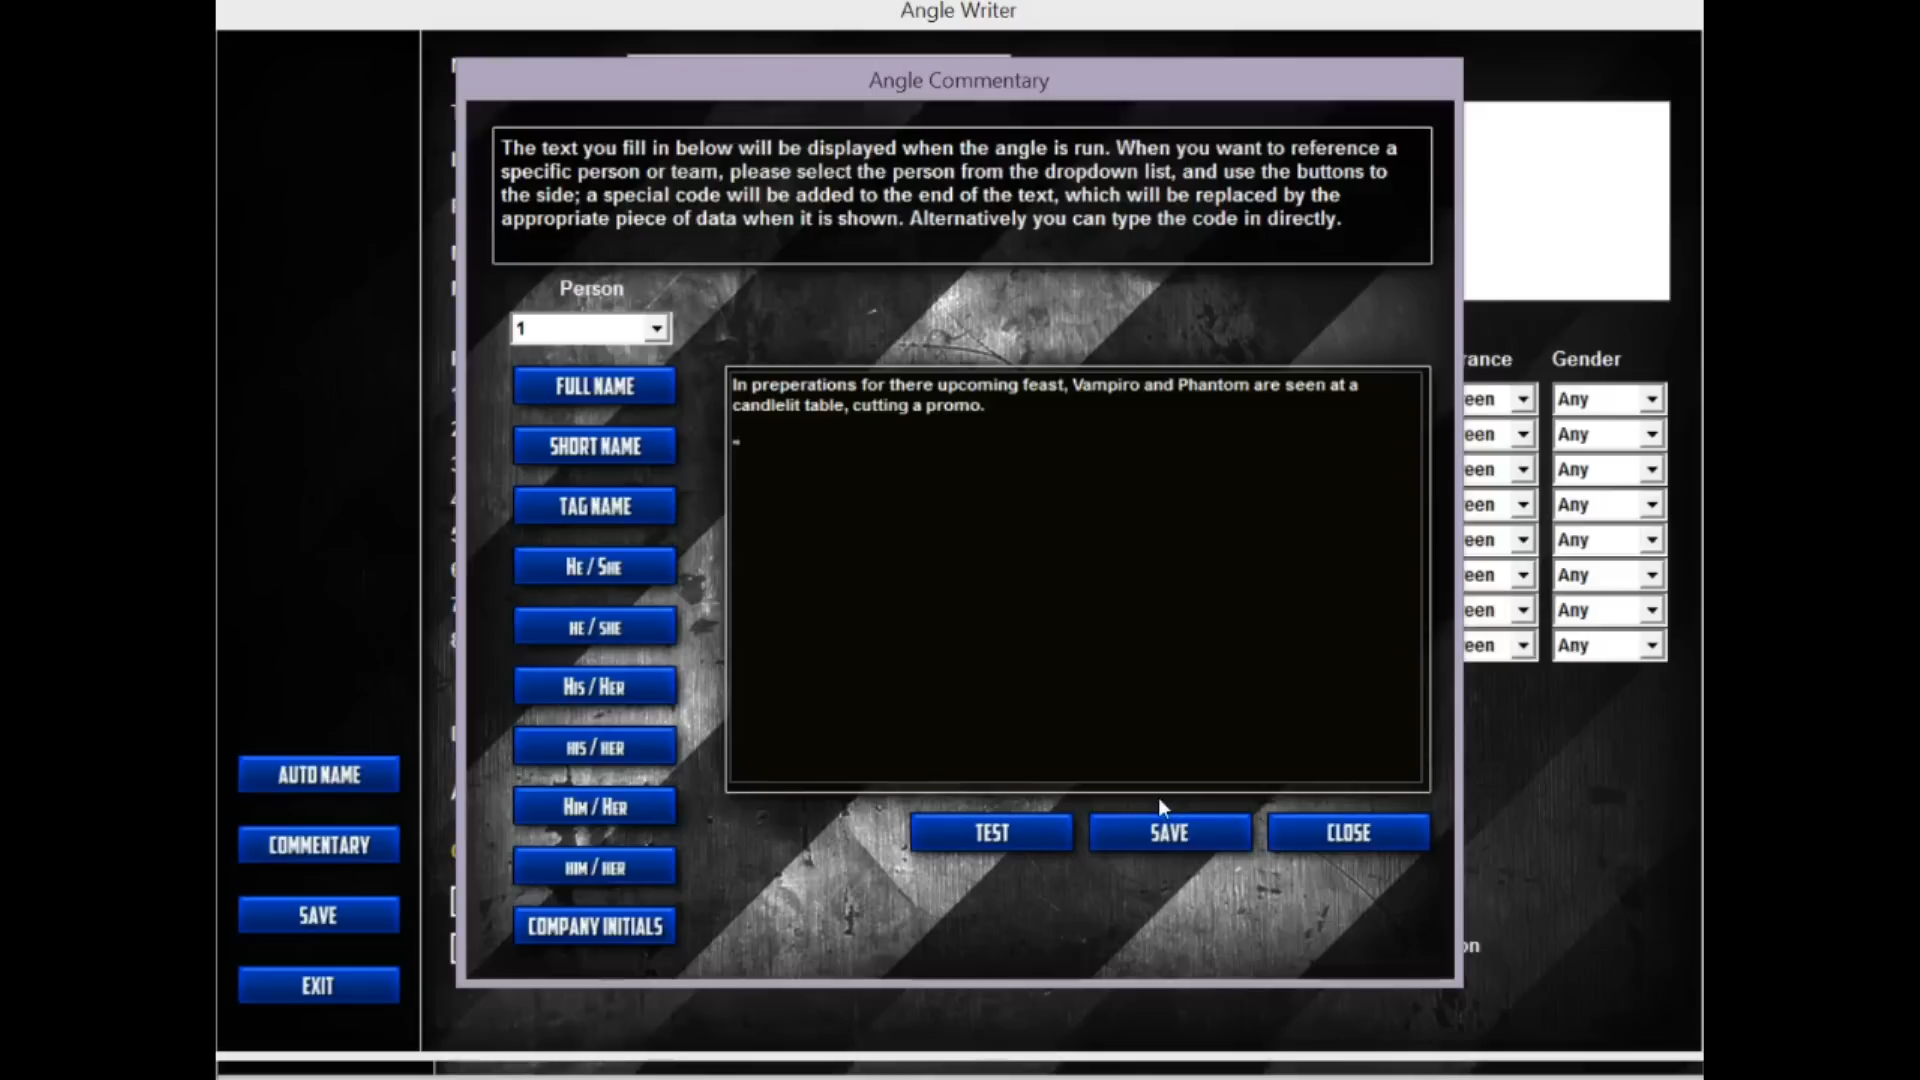 Angle Writer
Angle Commentary
The text you fill in below will be displayed when the angle is run. When you want to reference a
specific person or team, please select the person from the dropdown list, and use the buttons to
the side; a special code will be added to the end of the text, which will be replaced by the
appropriate piece of data when it is shown. Alternatively you can type the code in directly.
Person
1
FULL NAME
SHORT NAME
TAG NAME
HE / SHE
HE / SHE
HIS / HER
HIS / HER
HIM / HER
HIM / HER
COMPANY INITIALS
In preperations for there upcoming feast, Vampiro and Phantom are seen at a
candlelit table, cutting a promo.
"
TEST
SAVE
CLOSE
rance
Gender
een
Any
een
Any
een
Any
een
Any
een
Any
een
Any
een
Any
een
Any
on
AUTO NAME
COMMENTARY
SAVE
EXIT